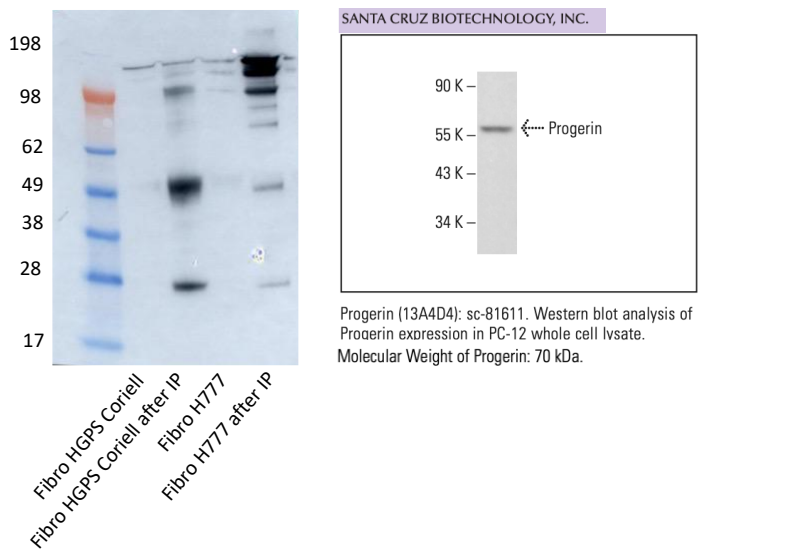 198
98
62
49
38
28
17
Fibro HGPS Coriell
Fibro HGPS Coriell after IP
Fibro H777
Fibro H777 after IP
SANTA CRUZ BIOTECHNOLOGY, INC.
90 K –
55 K –
43 K –
34 K –
Progerin
Progerin (13A4D4): sc-81611. Western blot analysis of
Progerin expression in PC-12 whole cell lysate.
Molecular Weight of Progerin: 70 kDa.